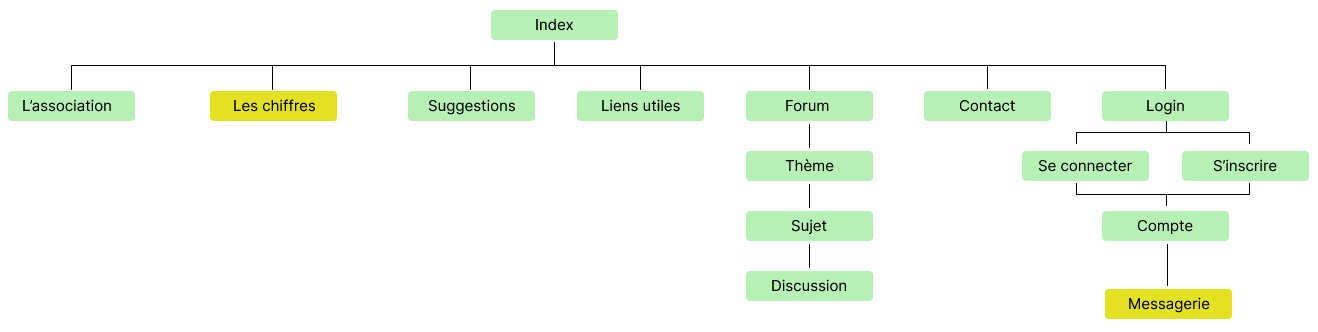 Index
L’association
Les chiffres
Suggestions
Liens utiles
Forum
Contact
Login
Thème
Se connecter
S’inscrire
Sujet
Compte
Discussion
Messagerie